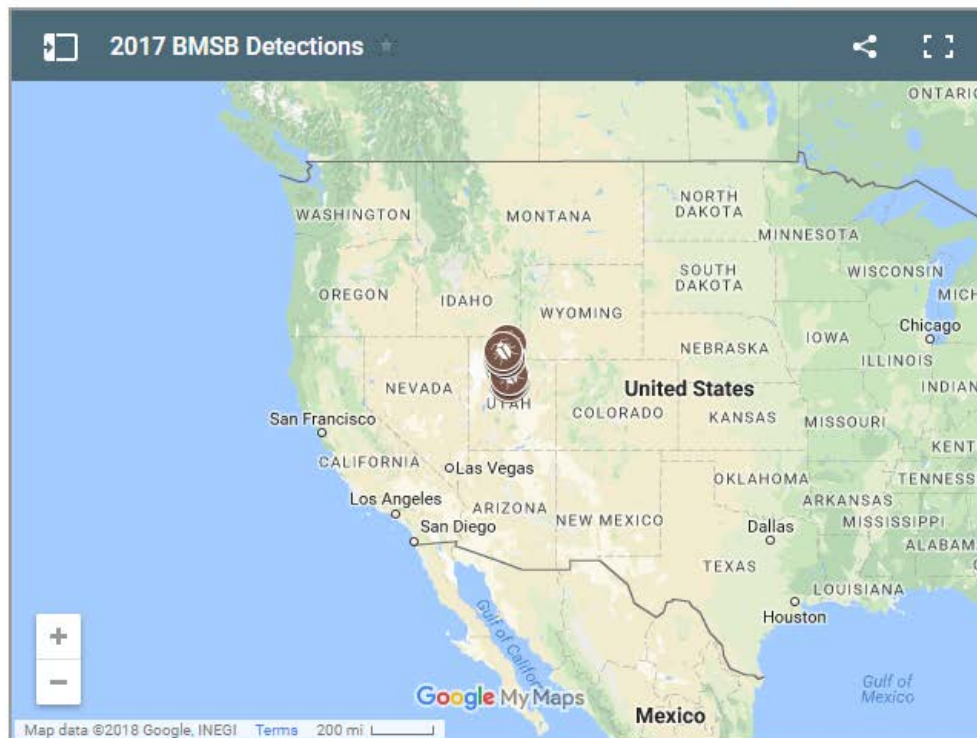 2017 BMSB Detections
ONTARIO
WASHINGTON
MONTANA
NORTH
DAKOTA
MINNESOTA
OREGON
IDAHO
SOUTH
DAKOTA
WISCONSIN
MICH
WYOMING
Chicago
IOWA
NEBRASKA
ILLINOIS
NEVADA
UTAH
United States
INDIAN
San Francisco
COLORADO
KANSAS
MISSOURI
CALIFORNIA
Las Vegas
KENT
OKLAHOMA
TENNESS
Los Angeles
ARIZONA
NEW MEXICO
ARKANSAS
San Diego
Dallas
MISSISSIPPI
ALABAMA
TEXAS
LOUISIANA
Houston
Gulf of California
Gulf of
Mexico
Google My Maps
Mexico
Map data ©2018 Google, INEGI Terms 200 mi